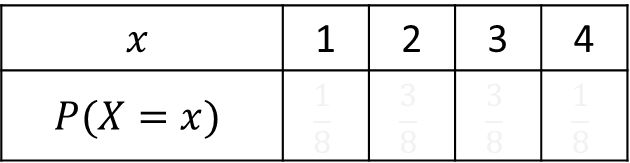 x 1 2 3 4
P(X = x) 1/8 3/8 3/8 1/8